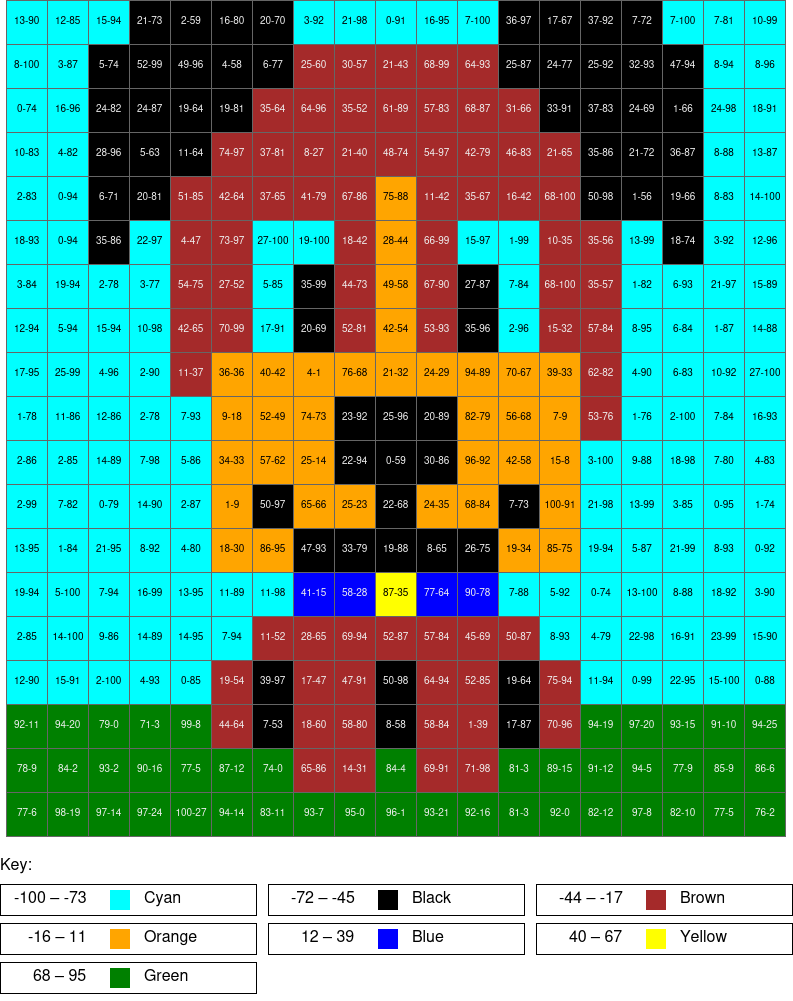 13-90 12-85 15-94 21-73 2-59 16-80 20-70 3-92 21-98 0-91 16-95 7-100 36-97 17-67 37-92 7-72 7-100 7-81 10-99
8-100 3-87 5-74 52-99 49-96 4-58 6-77 25-60 30-57 21-43 68-99 64-93 25-87 24-77 25-92 32-93 47-94 8-94 8-96
0-74 16-96 24-82 24-87 19-64 19-81 35-64 64-96 35-52 61-89 57-83 68-87 31-66 33-91 37-83 24-69 1-66 24-98 18-91
10-83 4-82 28-96 5-63 11-64 74-97 37-81 8-27 21-40 48-74 54-97 42-79 46-83 21-65 35-86 21-72 36-87 8-88 13-87
2-83 0-94 6-71 20-81 51-85 42-64 37-65 41-79 67-86 75-88 11-42 35-67 16-42 68-100 50-98 1-56 19-66 8-83 14-100
18-93 0-94 35-86 22-97 4-47 73-97 27-100 19-100 18-42 28-44 66-99 15-97 1-99 10-35 35-56 13-99 18-74 3-92 12-96
3-84 19-94 2-78 3-77 54-75 27-52 5-85 35-99 44-73 49-58 67-90 27-87 7-84 68-100 35-57 1-82 6-93 21-97 15-89
12-94 5-94 15-94 10-98 42-65 70-99 17-91 20-69 52-81 42-54 53-93 35-96 2-96 15-32 57-84 8-95 6-84 1-87 14-88
17-95 25-99 4-96 2-90 11-37 36-36 40-42 4-1 76-68 21-32 24-29 94-89 70-67 39-33 62-82 4-90 6-83 10-92 27-100
1-78 11-86 12-86 2-78 7-93 9-18 52-49 74-73 23-92 25-96 20-89 82-79 56-68 7-9 53-76 1-76 2-100 7-84 16-93
2-86 2-85 14-89 7-98 5-86 34-33 57-62 25-14 22-94 0-59 30-86 96-92 42-58 15-8 3-100 9-88 18-98 7-80 4-83
2-99 7-82 0-79 14-90 2-87 1-9 50-97 65-66 25-23 22-68 24-35 68-84 7-73 100-91 21-98 13-99 3-85 0-95 1-74
13-95 1-84 21-95 8-92 4-80 18-30 86-95 47-93 33-79 19-88 8-65 26-75 19-34 85-75 19-94 5-87 21-99 8-93 0-92
19-94 5-100 7-94 16-99 13-95 11-89 11-98 41-15 58-28 87-35 77-64 90-78 7-88 5-92 0-74 13-100 8-88 18-92 3-90
2-85 14-100 9-86 14-89 14-95 7-94 11-52 28-65 69-94 52-87 57-84 45-69 50-87 8-93 4-79 22-98 16-91 23-99 15-90
12-90 15-91 2-100 4-93 0-85 19-54 39-97 17-47 47-91 50-98 64-94 52-85 19-64 75-94 11-94 0-99 22-95 15-100 0-88
92-11 94-20 79-0 71-3 99-8 44-64 7-53 18-60 58-80 8-58 58-84 1-39 17-87 70-96 94-19 97-20 93-15 91-10 94-25
78-9 84-2 93-2 90-16 77-5 87-12 74-0 65-86 14-31 84-4 69-91 71-98 81-3 89-15 91-12 94-5 77-9 85-9 86-6
77-6 98-19 97-14 97-24 100-27 94-14 83-11 93-7 95-0 96-1 93-21 92-16 81-3 92-0 82-12 97-8 82-10 77-5 76-2
Key:
-100 – -73 Cyan -72 – -45 Black -44 – -17 Brown
-16 – 11 Orange 12 – 39 Blue 40 – 67 Yellow
68 – 95 Green